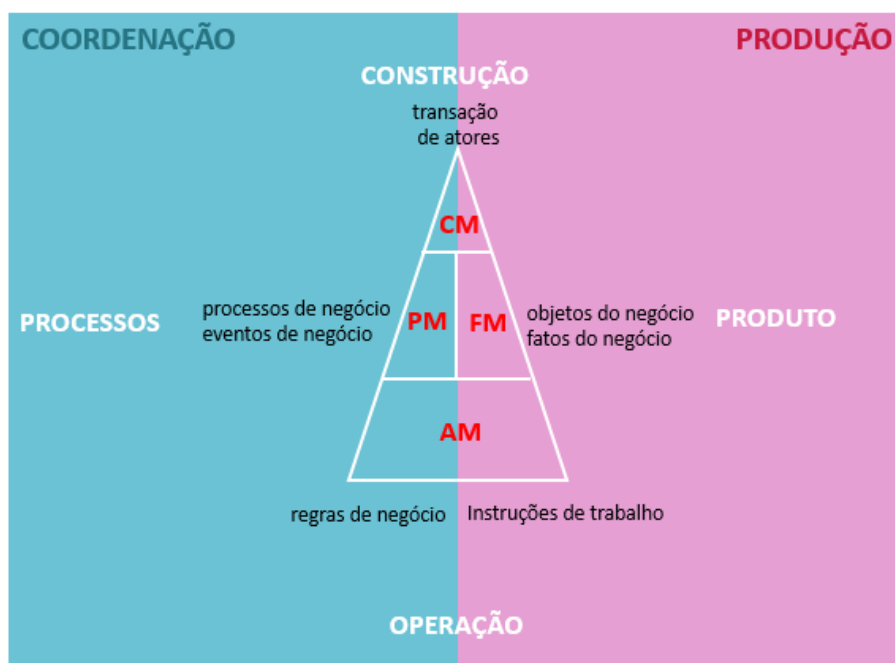 COORDENAÇÃO
PRODUÇÃO
CONSTRUÇÃO
transação
de atores
CM
PROCESSOS
processos de negócio
eventos de negócio
PM
FM
objetos do negócio
fatos do negócio
PRODUTO
AM
regras de negócio
Instruções de trabalho
OPERAÇÃO